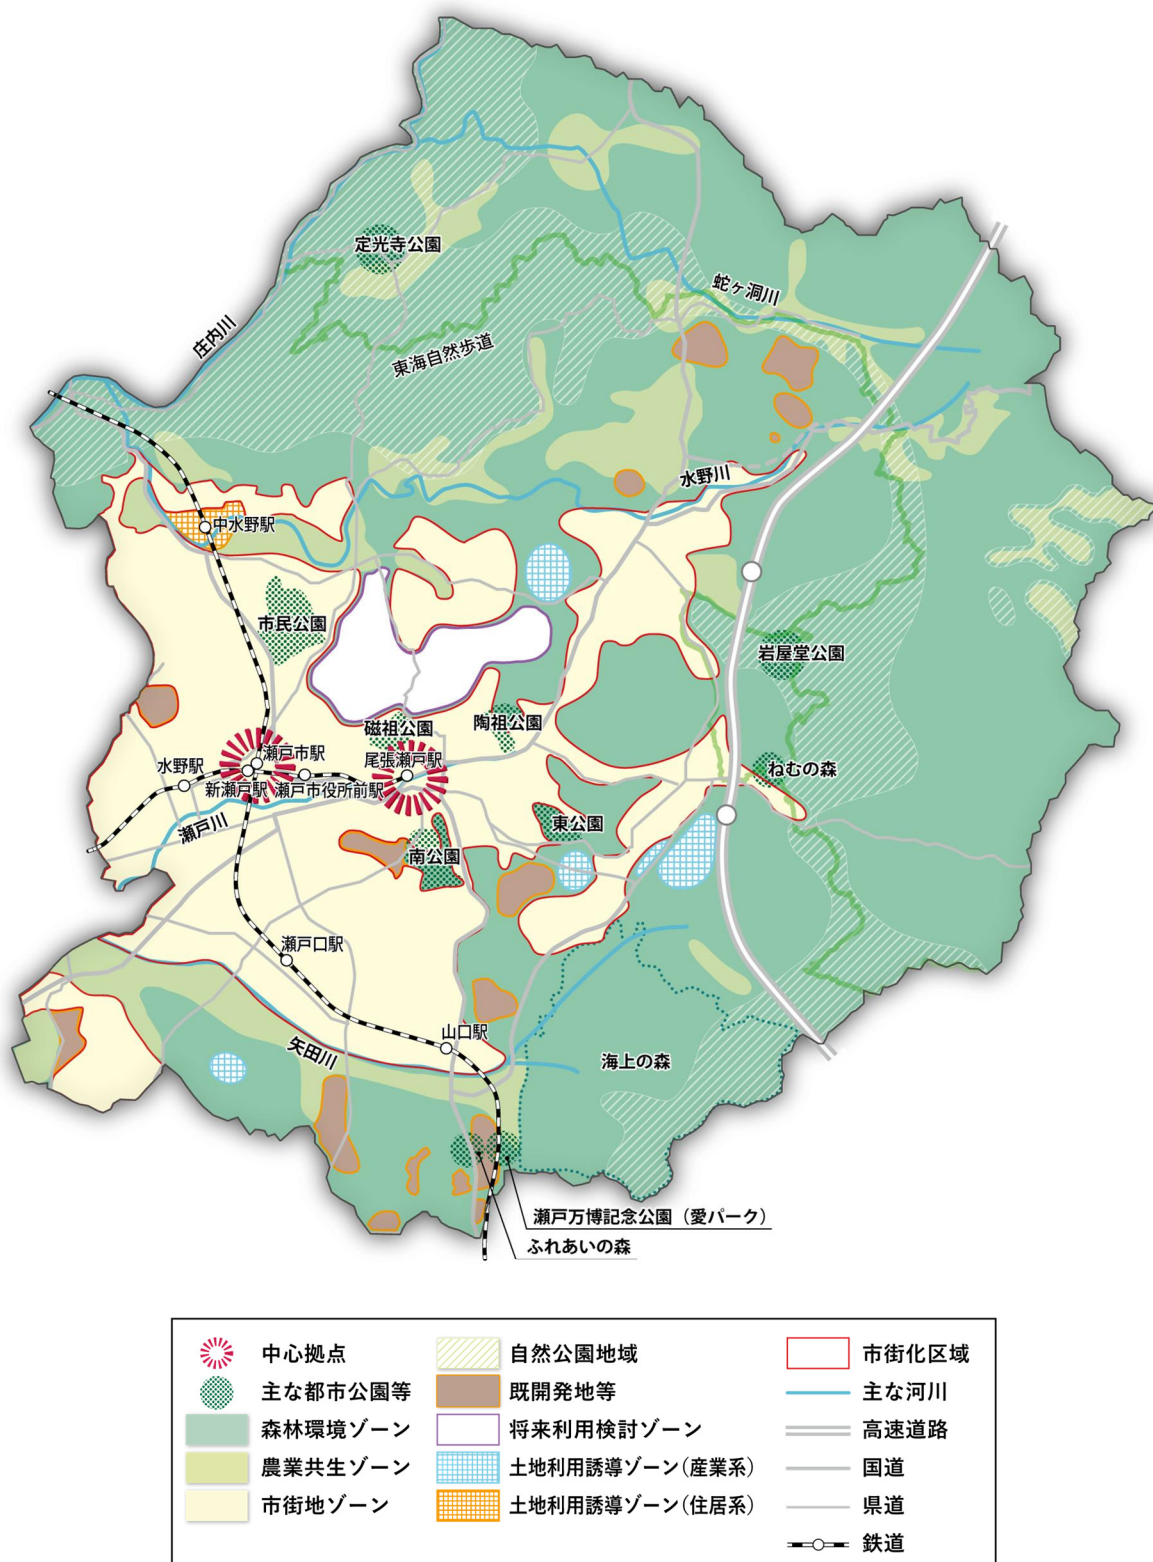 定光寺公園
蛇ヶ洞川
庄内川
東海自然歩道
水野川
中水野駅
市民公園
岩屋堂公園
磁祖公園
陶祖公園
瀬戸市駅
尾張瀬戸駅
水野駅
新瀬戸駅
瀬戸市役所前駅
ねむの森
瀬戸川
東公園
南公園
瀬戸口駅
山口駅
矢田川
海上の森
瀬戸万博記念公園（愛パーク）
ふれあいの森
中心拠点
主な都市公園等
森林環境ゾーン
農業共生ゾーン
市街地ゾーン
自然公園地域
既開発地等
将来利用検討ゾーン
土地利用誘導ゾーン(産業系)
土地利用誘導ゾーン(住居系)
市街化区域
主な河川
高速道路
国道
県道
鉄道